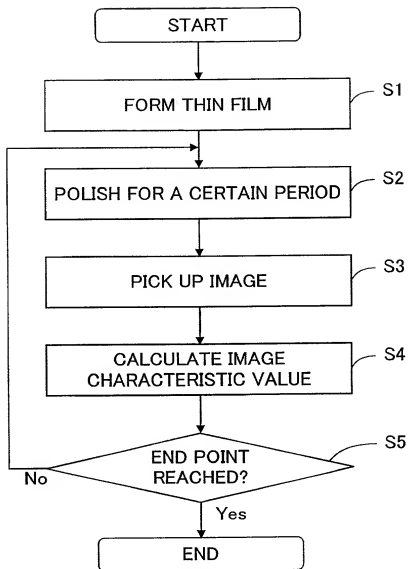 START
FORM THIN FILM
S1
POLISH FOR A CERTAIN PERIOD
S2
PICK UP IMAGE
S3
CALCULATE IMAGE
CHARACTERISTIC VALUE
S4
END POINT
REACHED?
S5
No
Yes
END